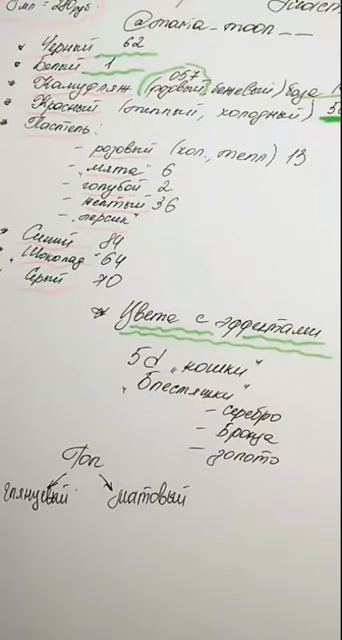 7мл = 280руб.
@mama_moon__
Черный 62
Белый 1
057
Камуфляж (розовый, бежевый) база
Красный (теплый, холодный)
Пастель:
- розовый (хол., тепл) 13
- "мята" 6
- голубой 2
- желтый 36
- "персик"
Синий 84
Шоколад 64
Серый 70
* Цвета с эффектами
5d „кошки"
„Блестяшки"
- серебро
- бронза
- золото
Топ
глянцевый матовый